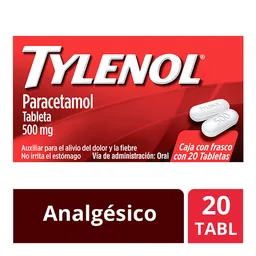 TYLENOL®
Paracetamol
Tableta
500 mg
Auxiliar para el alivio del dolor y la fiebre
No irrita el estómago Vía de administración: Oral
Caja con frasco
con 20 Tabletas
Analgésico
20
TABL